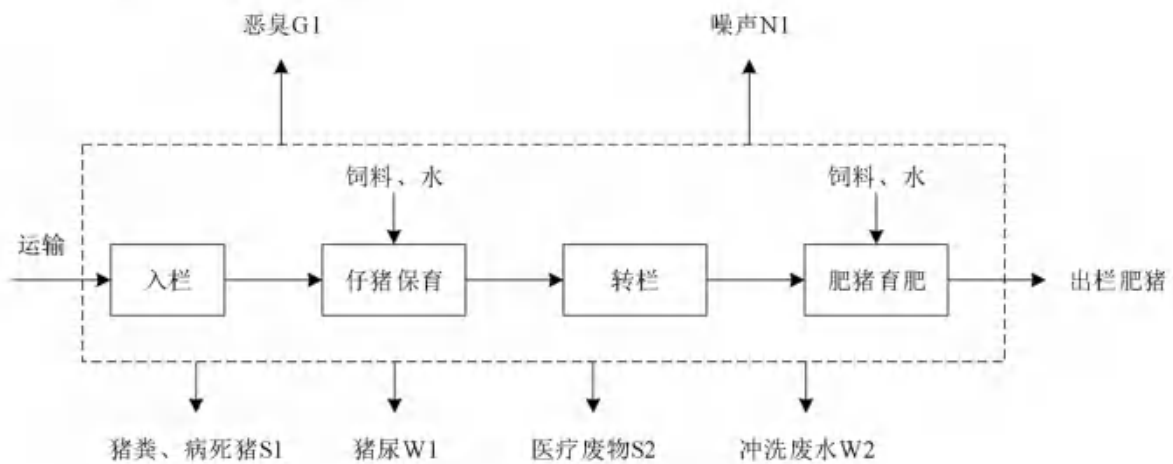 恶臭G1
噪声N1
饲料、水
饲料、水
运输
入栏
仔猪保育
转栏
肥猪育肥
出栏肥猪
猪粪、病死猪S1
猪尿W1
医疗废物S2
冲洗废水W2